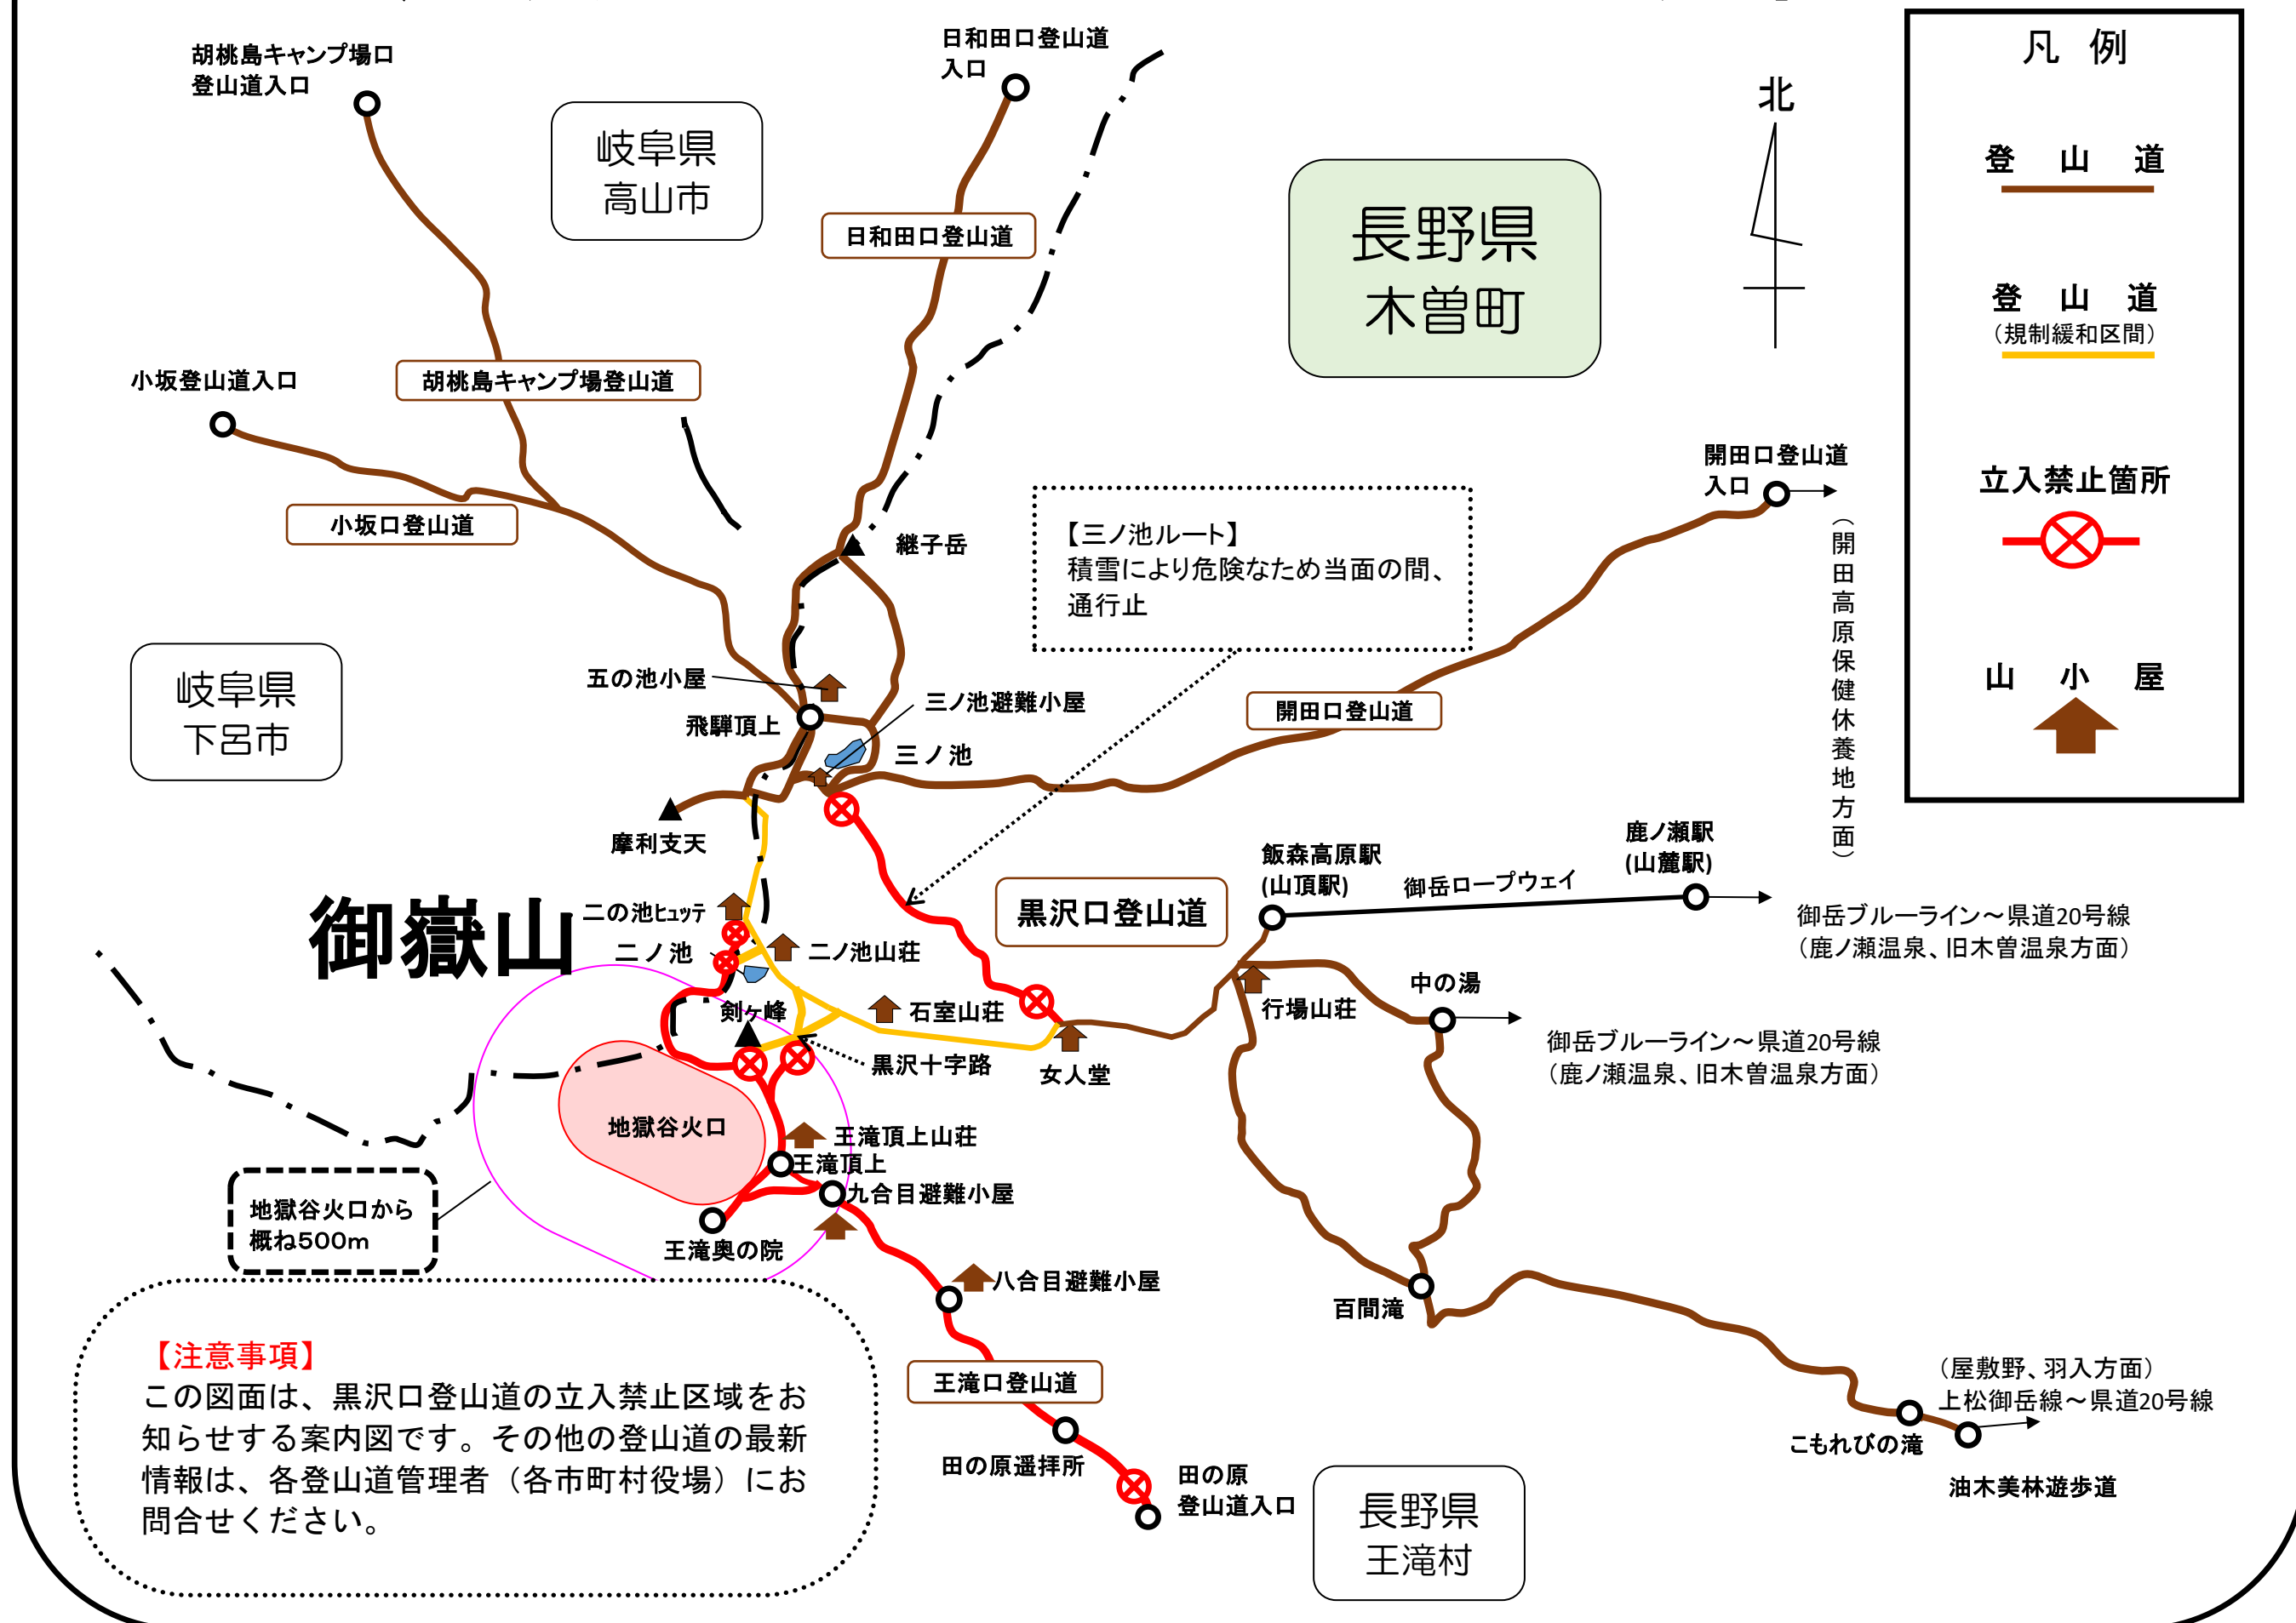 胡桃島キャンプ場口
登山道入口
日和田口登山道
入口
岐阜県
高山市
日和田口登山道
長野県
木曽町
北
凡 例
登 山 道
登 山 道
（規制緩和区間）
立入禁止箇所
山 小 屋
小坂登山道入口
胡桃島キャンプ場登山道
小坂口登山道
継子岳
【三ノ池ルート】
積雪により危険なため当面の間、
通行止
開田口登山道
入口
（開田高原保健休養地方面）
岐阜県
下呂市
五の池小屋
飛騨頂上
三ノ池避難小屋
三ノ池
開田口登山道
摩利支天
御嶽山
二の池ヒュッテ
二ノ池
二ノ池山荘
黒沢口登山道
飯森高原駅
(山頂駅)
御岳ロープウェイ
鹿ノ瀬駅
(山麓駅)
御岳ブルーライン～県道20号線
（鹿ノ瀬温泉、旧木曽温泉方面）
剣ヶ峰
石室山荘
行場山荘
中の湯
御岳ブルーライン～県道20号線
（鹿ノ瀬温泉、旧木曽温泉方面）
黒沢十字路
女人堂
地獄谷火口
王滝頂上山荘
王滝頂上
九合目避難小屋
地獄谷火口から
概ね500m
王滝奥の院
八合目避難小屋
百間滝
【注意事項】
この図面は、黒沢口登山道の立入禁止区域をお
知らせする案内図です。その他の登山道の最新
情報は、各登山道管理者（各市町村役場）にお
問合せください。
王滝口登山道
田の原遥拝所
田の原
登山道入口
長野県
王滝村
（屋敷野、羽入方面）
上松御岳線～県道20号線
こもれびの滝
油木美林遊歩道